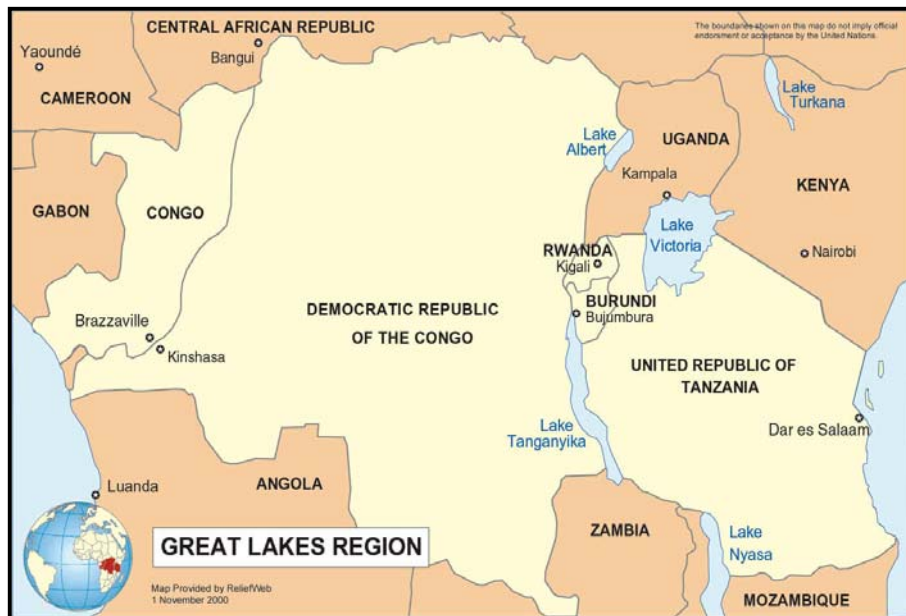 CENTRAL AFRICAN REPUBLIC
The boundaries shown on this map do not imply official
endorsment or acceptance by the United Nations.
Yaoundé
Bangui
CAMEROON
Lake
Turkana
Lake
Albert
UGANDA
Kampala
KENYA
GABON
CONGO
Lake
Victoria
Nairobi
RWANDA
Kigali
BURUNDI
Bujumbura
DEMOCRATIC REPUBLIC
OF THE CONGO
Brazzaville
Kinshasa
UNITED REPUBLIC OF
TANZANIA
Dar es Salaam
Lake
Tanganyika
Luanda
ANGOLA
ZAMBIA
Lake
Nyasa
GREAT LAKES REGION
Map Provided by ReliefWeb
1 November 2000
MOZAMBIQUE